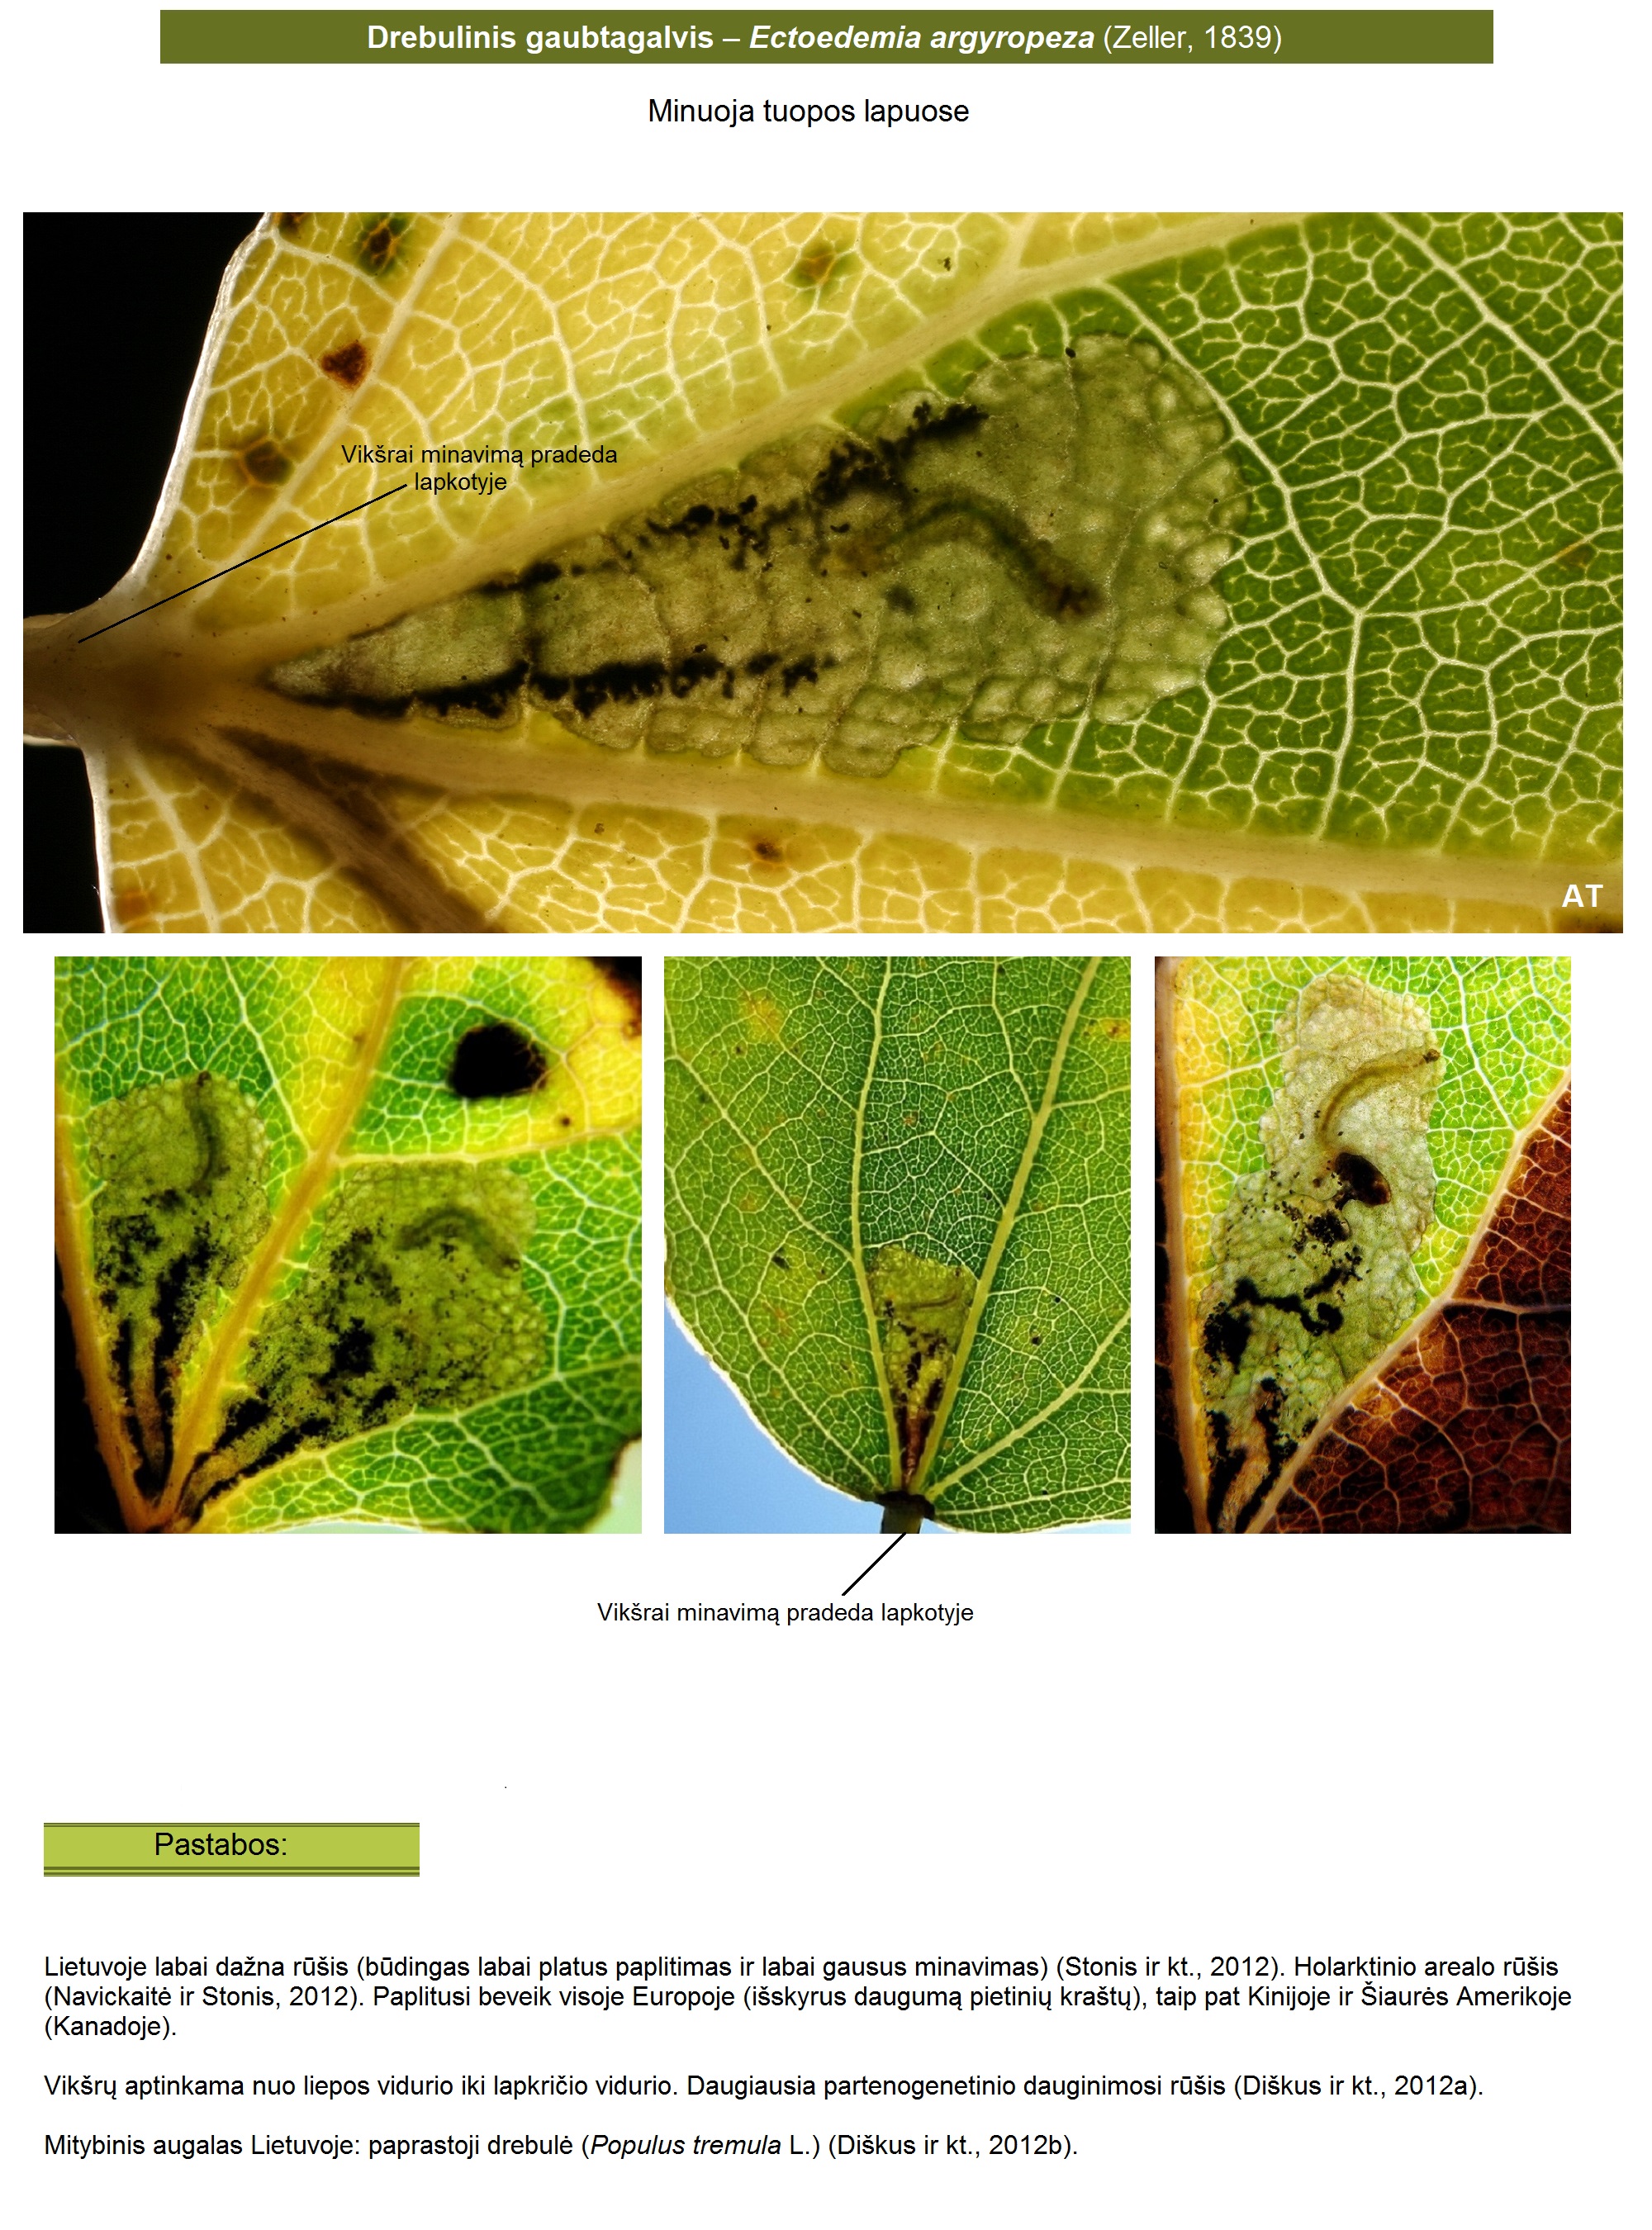 Drebulinis gaubtagalvis – Ectoedemia argyropeza (Zeller, 1839)
Minuoja tuopos lapuose
Vikšrai minavimą pradeda
lapkotyje
AT
Vikšrai minavimą pradeda lapkotyje
Pastabos:
Lietuvoje labai dažna rūšis (būdingas labai platus paplitimas ir labai gausus minavimas) (Stonis ir kt., 2012). Holarktinio arealo rūšis
(Navickaitė ir Stonis, 2012). Paplitusi beveik visoje Europoje (išskyrus daugumą pietinių kraštų), taip pat Kinijoje ir Šiaurės Amerikoje
(Kanadoje).
Vikšrų aptinkama nuo liepos vidurio iki lapkričio vidurio. Daugiausia partenogenetinio dauginimosi rūšis (Diškus ir kt., 2012a).
Mitybinis augalas Lietuvoje: paprastoji drebulė (Populus tremula L.) (Diškus ir kt., 2012b).